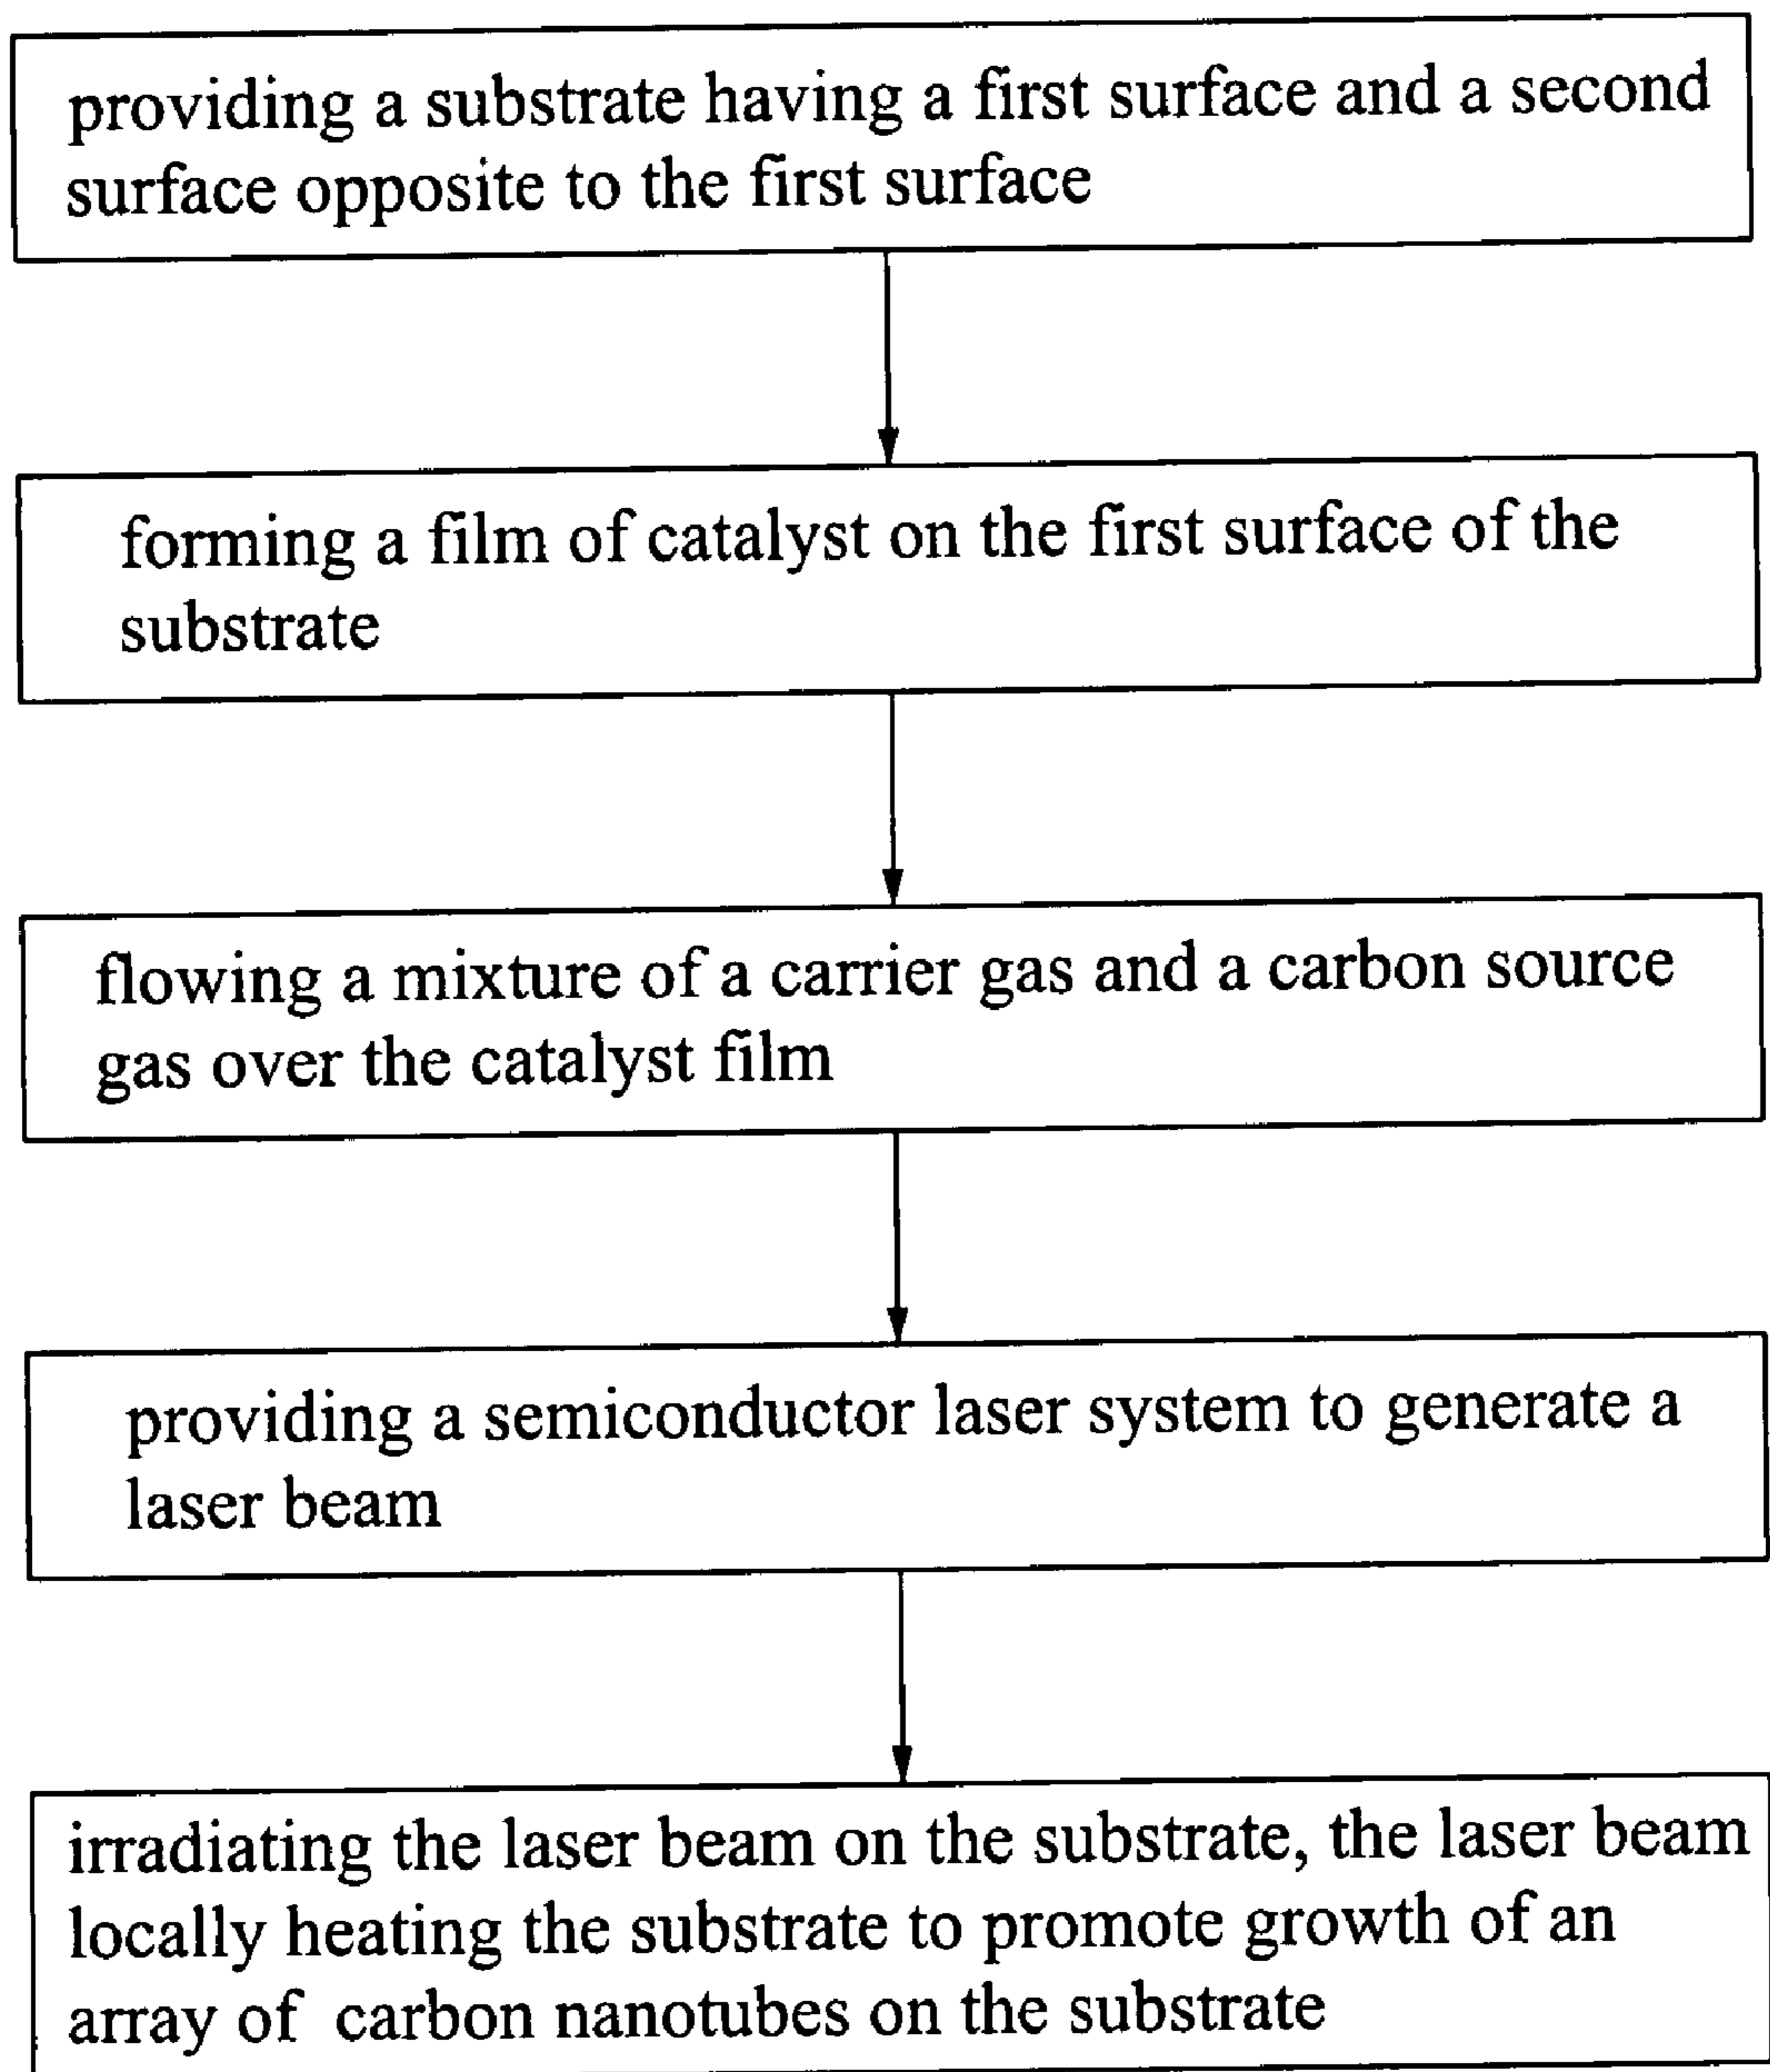 providing a substrate having a first surface and a second
surface opposite to the first surface
forming a film of catalyst on the first surface of the
substrate
flowing a mixture of a carrier gas and a carbon source
gas over the catalyst film
providing a semiconductor laser system to generate a
laser beam
irradiating the laser beam on the substrate, the laser beam
locally heating the substrate to promote growth of an
array of carbon nanotubes on the substrate